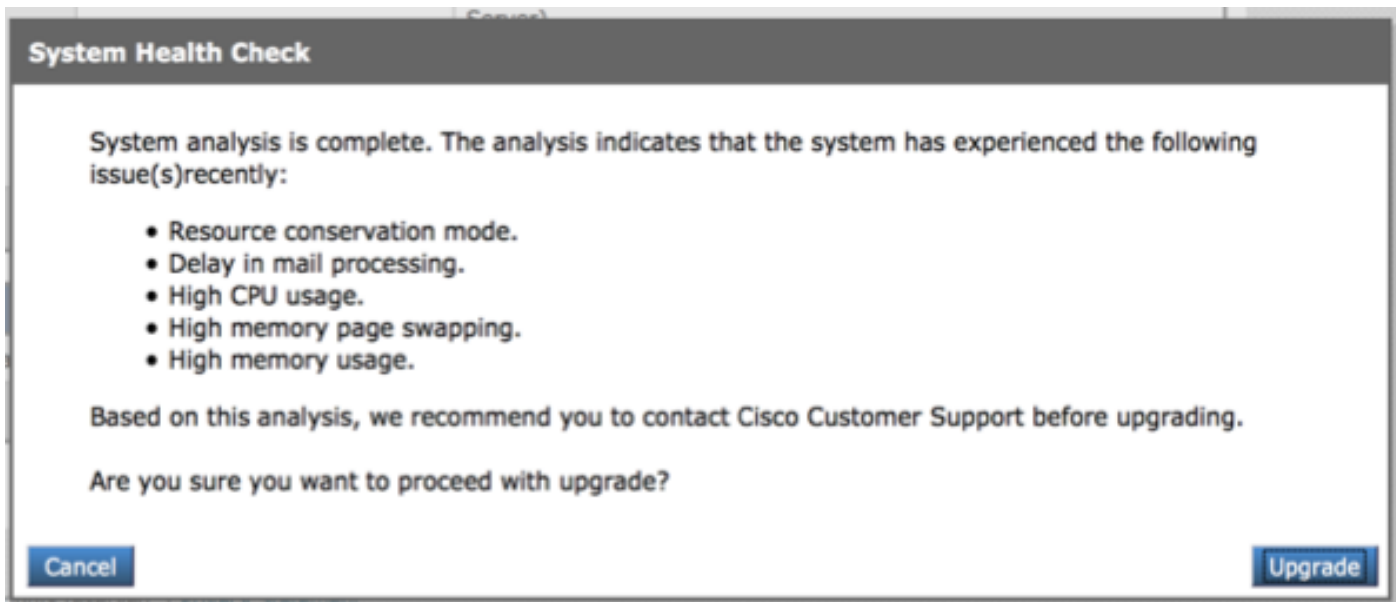 System Health Check
System analysis is complete. The analysis indicates that the system has experienced the following
issue(s)recently:
• Resource conservation mode.
• Delay in mail processing.
• High CPU usage.
• High memory page swapping.
• High memory usage.
Based on this analysis, we recommend you to contact Cisco Customer Support before upgrading.
Are you sure you want to proceed with upgrade?
Cancel
Upgrade